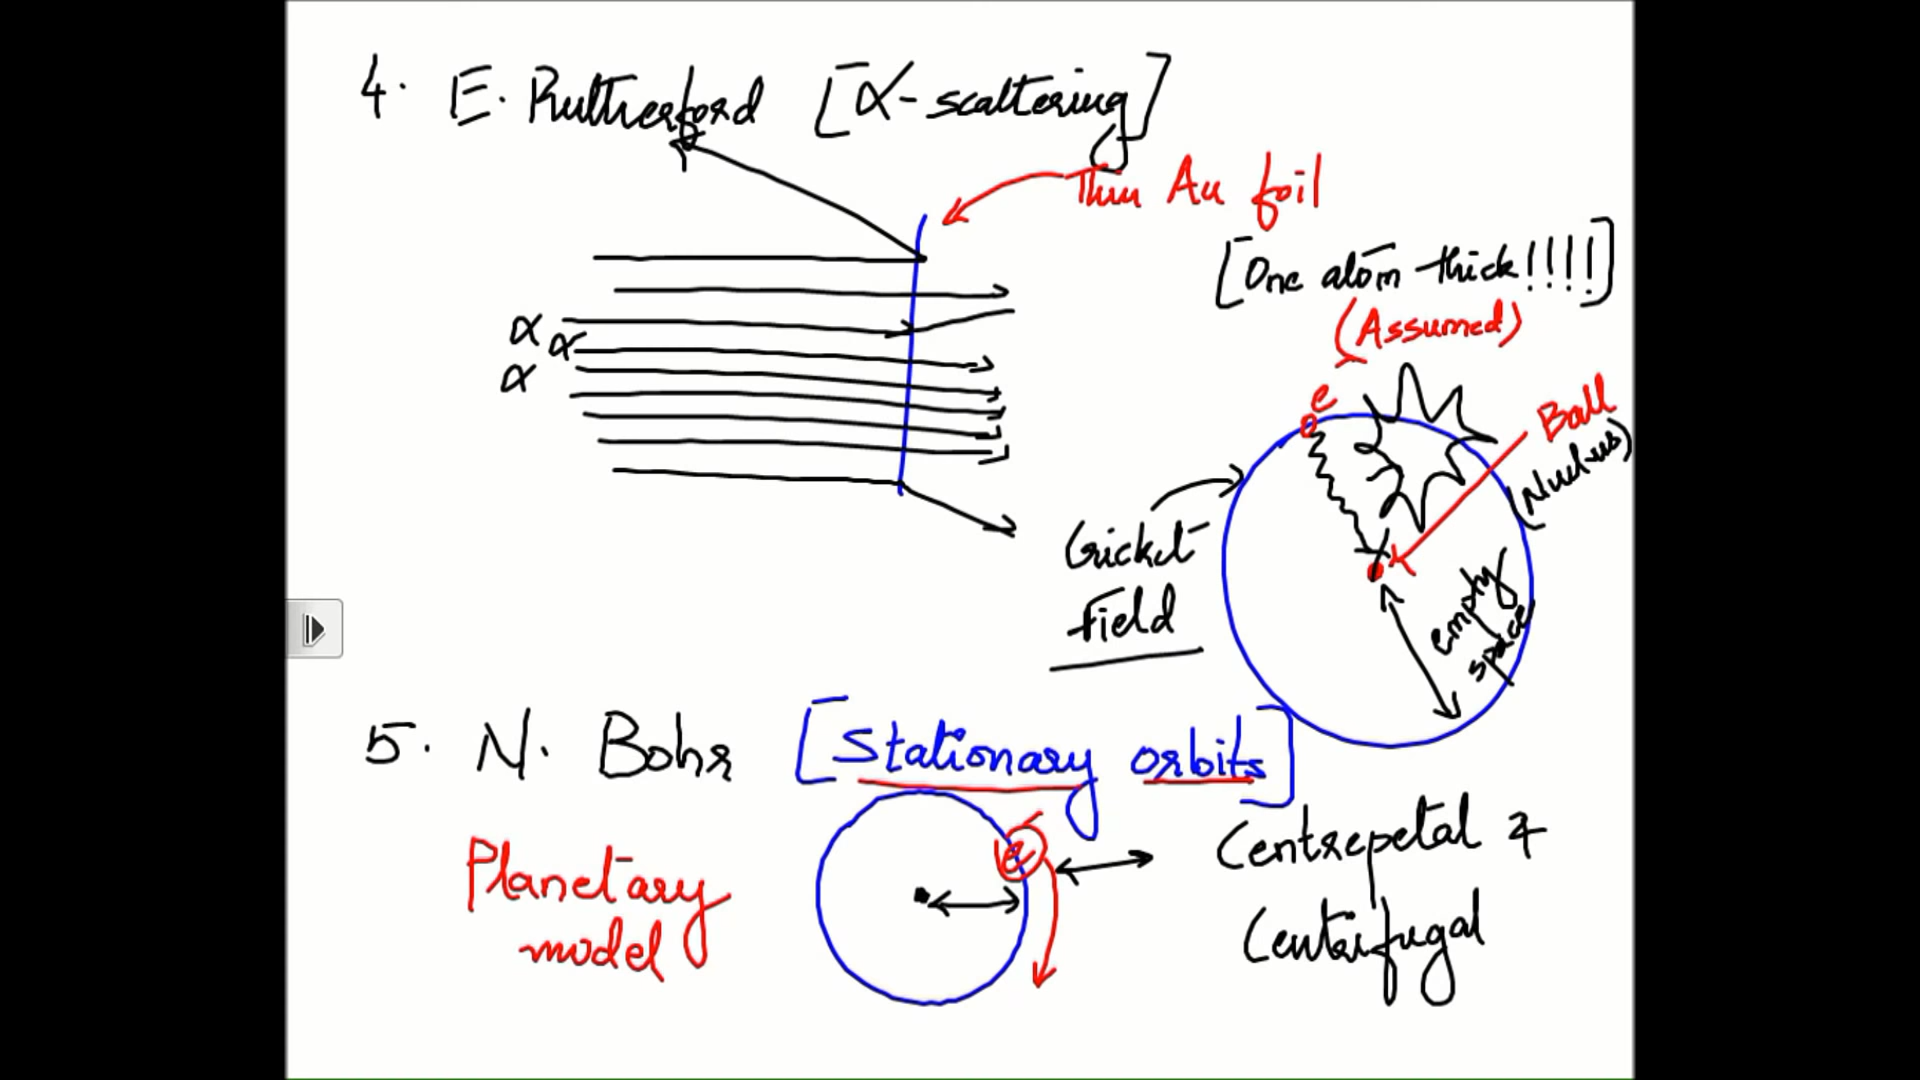 4. E. Rutherford [α-scattering]
Thin Au foil
[One atom thick!!!!]
(Assumed)
α
α
α
e
Ball
(Nucleus)
Cricket
field
empty
space
5. N. Bohr [Stationary orbits]
Planetary
model
e
Centrepetal &
Centrifugal